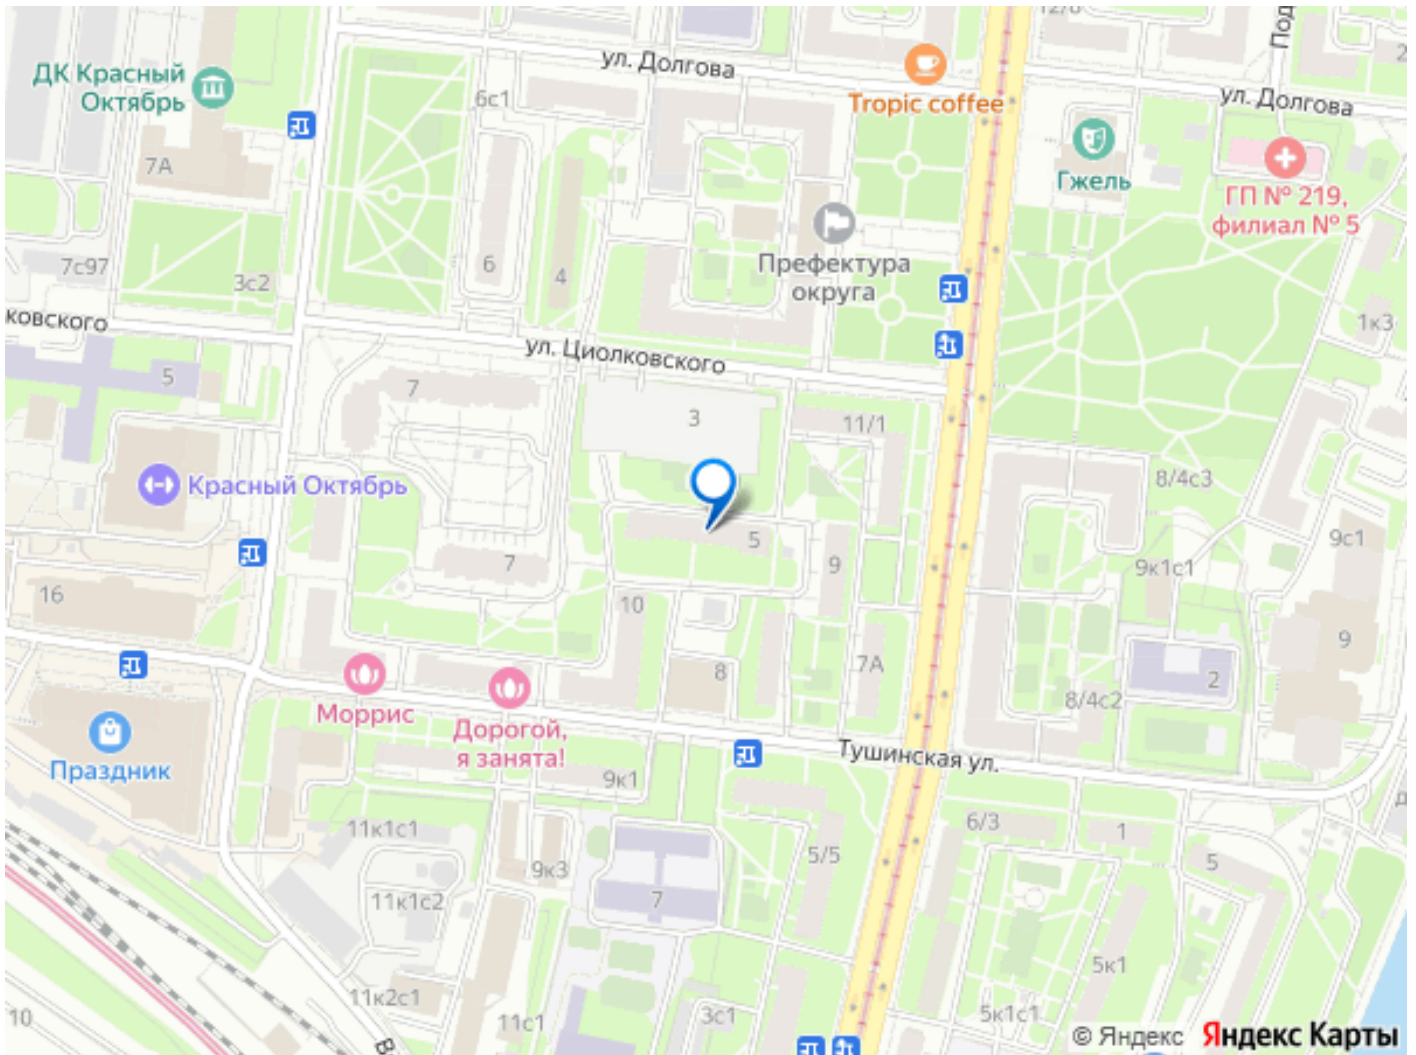 12/6
Под
2
ул. Долгова
ДК Красный
Октябрь
Tropic coffee
ул. Долгова
6с1
7А
Гжель
ГП № 219,
филиал № 5
Префектура
округа
7с97
3с2
6
4
ковского
1к3
ул. Циолковского
5
7
3
11/1
8/4с3
Красный Октябрь
5
9с1
7
9
9к1с1
16
10
9
7А
8
2
8/4с2
Моррис
Дорогой,
я занята!
Праздник
Тушинская ул.
9к1
11к1с1
6/3
1
5/5
5
9к3
7
11к1с2
5к1
11к2с1
10
11с1
3с1
5к1с1
В
© Яндекс Яндекс Карты